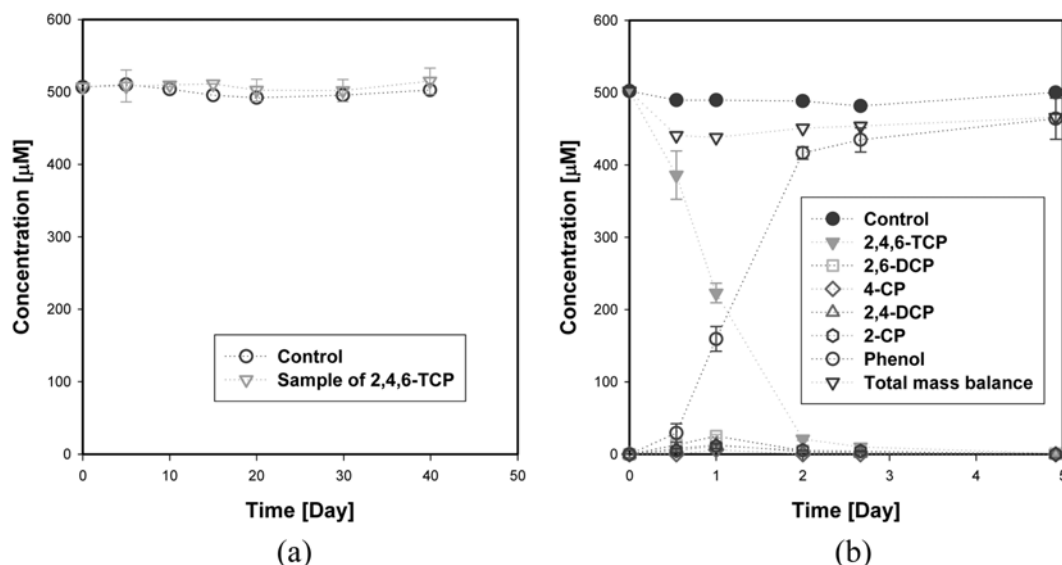 600
500
400
300
200
100
0
Concentration [μM]
Control
Sample of 2,4,6-TCP
0 10 20 30 40 50
Time [Day]
(a)
600
500
400
300
200
100
0
Concentration [μM]
Control
2,4,6-TCP
2,6-DCP
4-CP
2,4-DCP
2-CP
Phenol
Total mass balance
0 1 2 3 4 5
Time [Day]
(b)